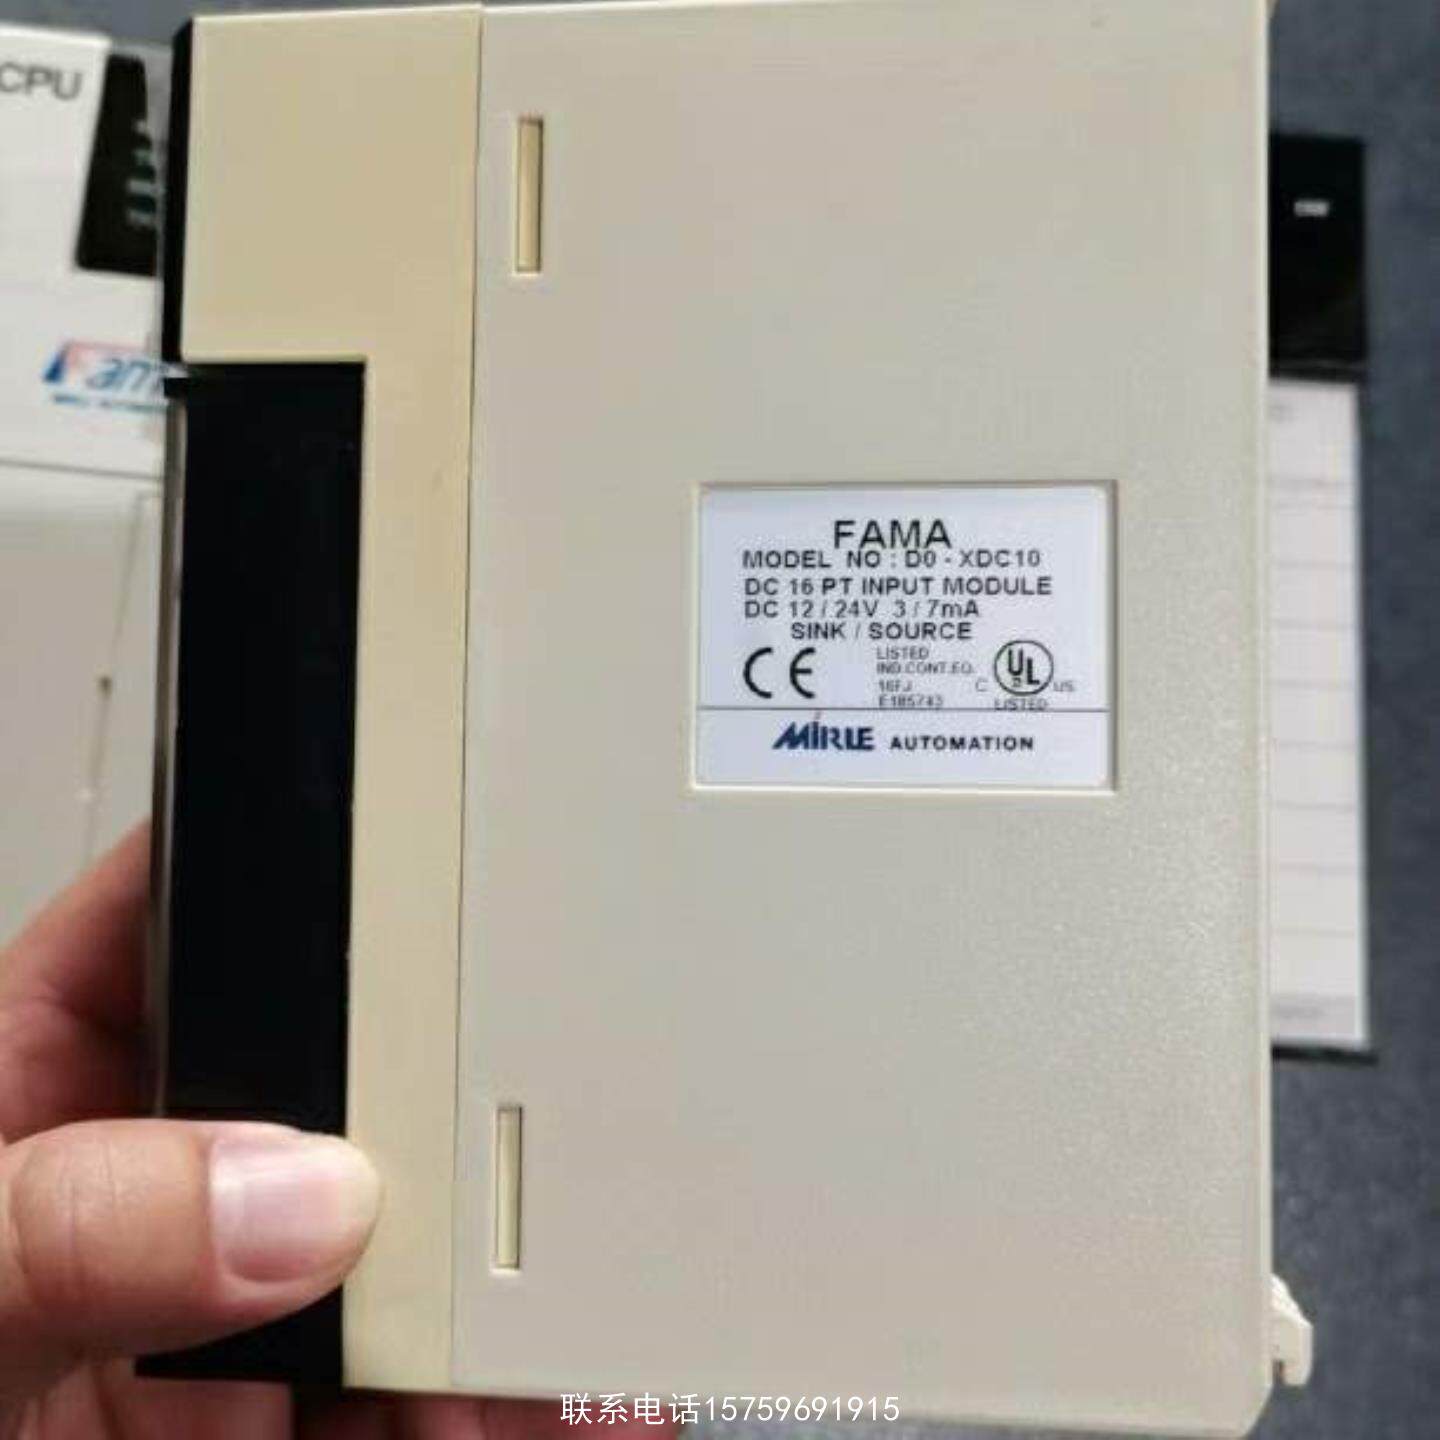 CPU
FAMA
MODEL NO : D0 - XDC10
DC 16 PT INPUT MODULE
DC 12 / 24V 3 / 7mA
SINK / SOURCE
CE
LISTED
IND.CONT.EQ.
16FJ
E185743
C UL US
LISTED
MIRLE AUTOMATION
联系电话15759691915